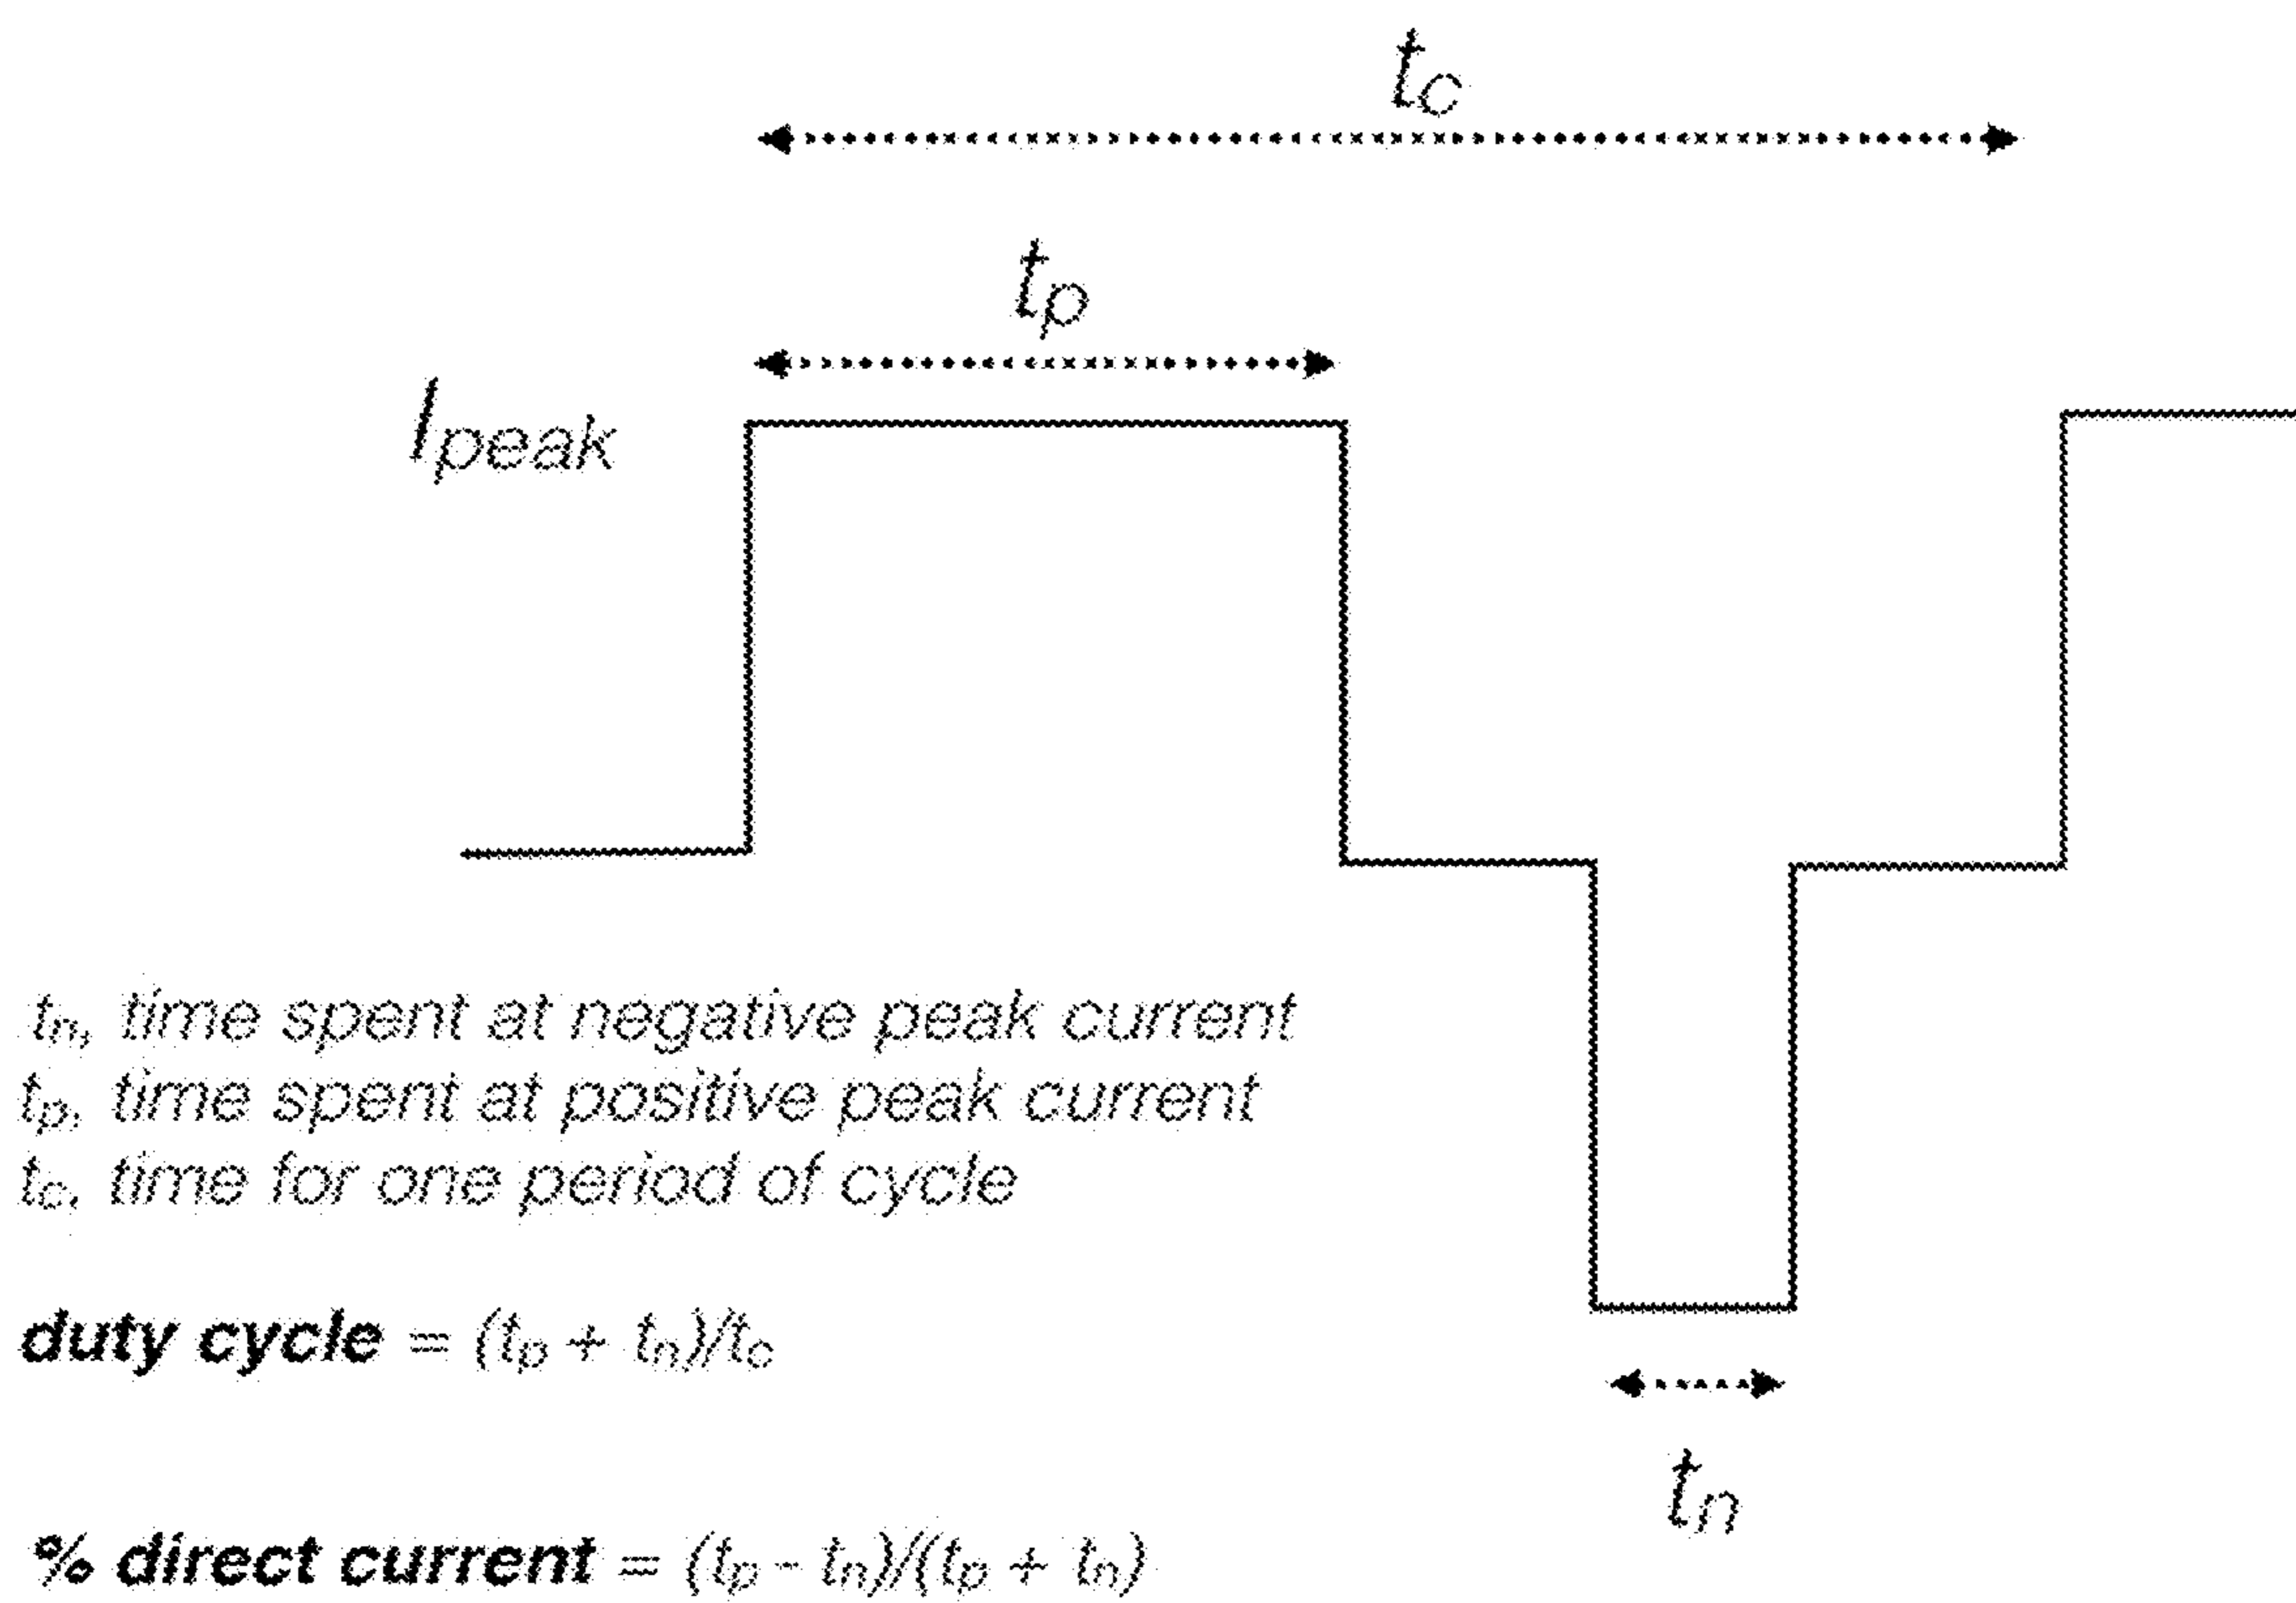 tc
tp
Ipeak
tn, time spent at negative peak current
tp, time spent at positive peak current
tc, time for one period of cycle
duty cycle = (tp + tn)/tc
tn
% direct current = (tp - tn)/(tp + tn)